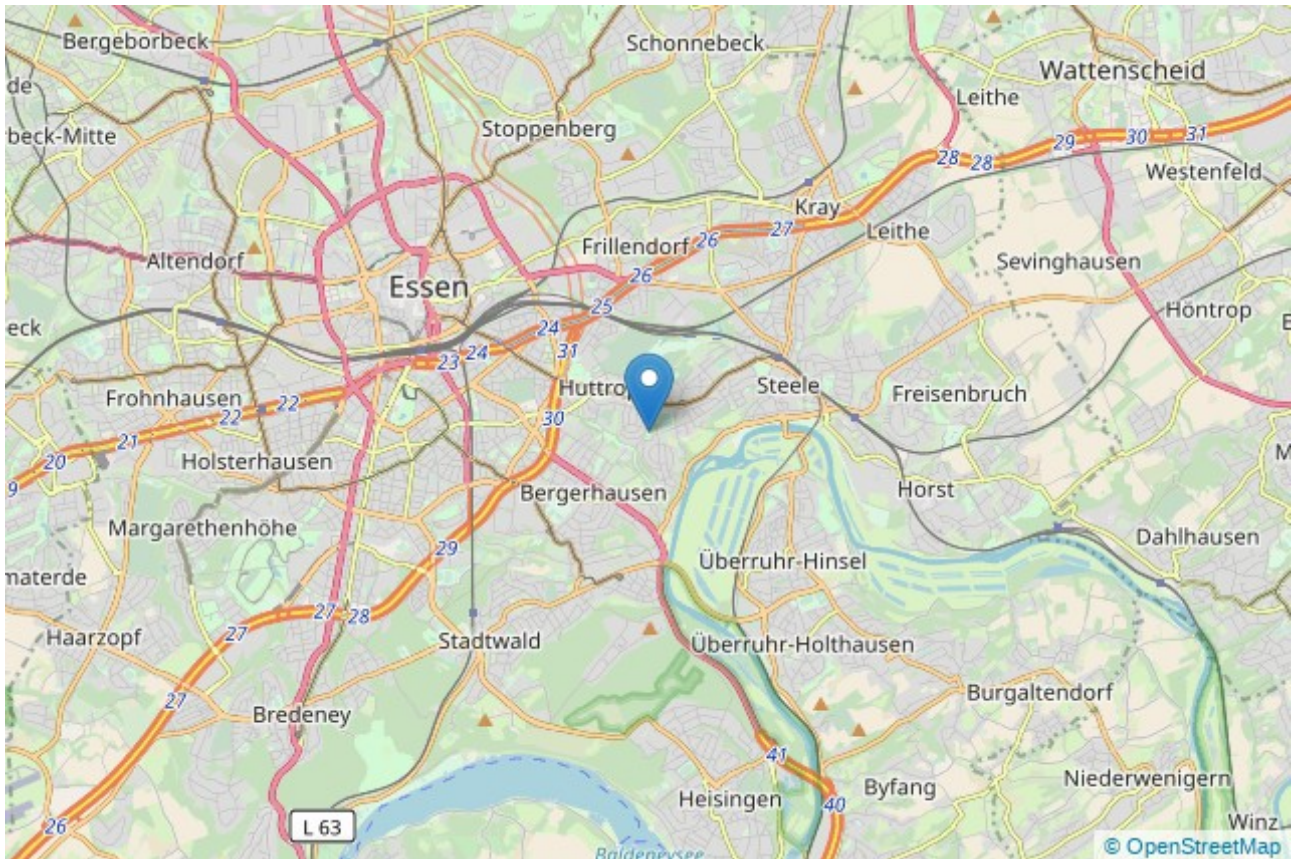 Bergeborbeck
Schonnebeck
Wattenscheid
Leithe
rbeck-Mitte
Stoppenberg
29
30
31
28
28
Westenfeld
Kray
27
26
Leithe
Frillendorf
Altendorf
Sevinghausen
26
Essen
25
Höntrop
eck
24
24
31
23
Huttrop
Steele
Freisenbruch
Frohnhausen
22
22
30
21
20
Holsterhausen
9
Horst
Bergerhausen
Margarethenhöhe
Dahlhausen
29
Überruhr-Hinsel
27
28
27
Haarzopf
Stadtwald
Überruhr-Holthausen
27
Burgaltendorf
Bredeney
41
Niederwenigern
Byfang
Heisingen
40
26
L 63
Winz
Baldeneysee
© OpenStreetMap